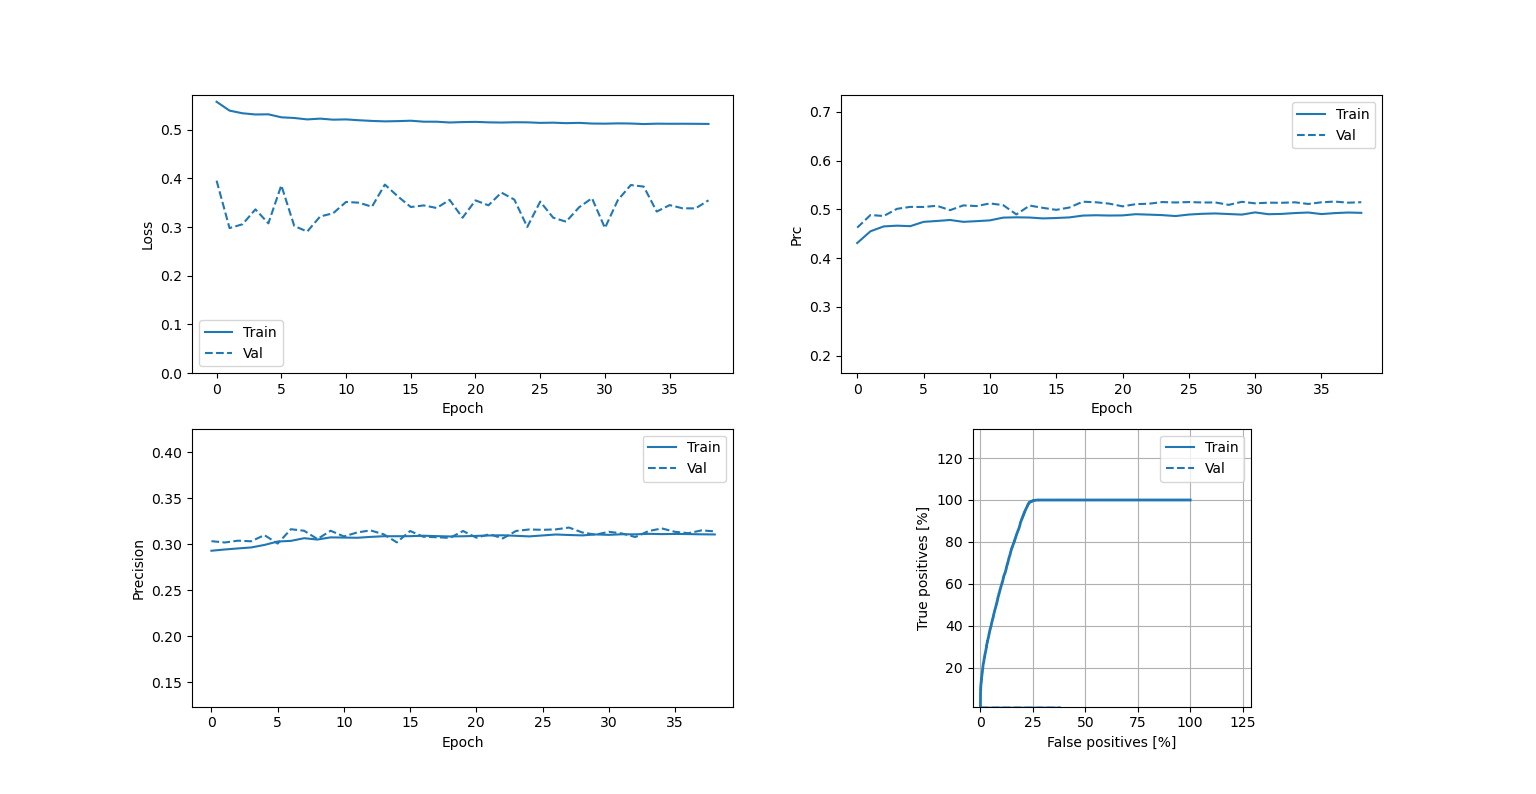 Loss
0.5
0.4
0.3
0.2
0.1
0.0
Train
Val
0 5 10 15 20 25 30 35
Epoch
Prc
0.7
0.6
0.5
0.4
0.3
0.2
Train
Val
0 5 10 15 20 25 30 35
Epoch
Precision
0.40
0.35
0.30
0.25
0.20
0.15
Train
Val
0 5 10 15 20 25 30 35
Epoch
True positives [%]
120
100
80
60
40
20
Train
Val
0 25 50 75 100 125
False positives [%]